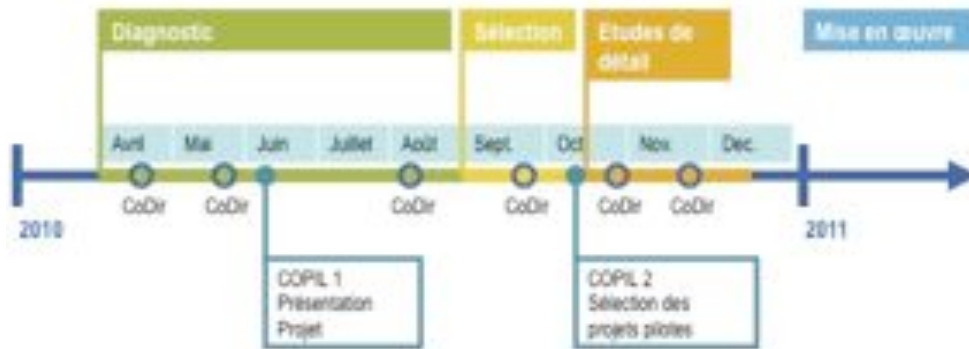 Diagnostic
Sélection
Etudes de
détail
Mise en œuvre
Avril Mai Juin Juillet Août Sept. Oct Nov. Dec.
CoDir CoDir CoDir CoDir CoDir CoDir
2010
2011
COPIL 1
Présentation
Projet
COPIL 2
Sélection des
projets pilotes